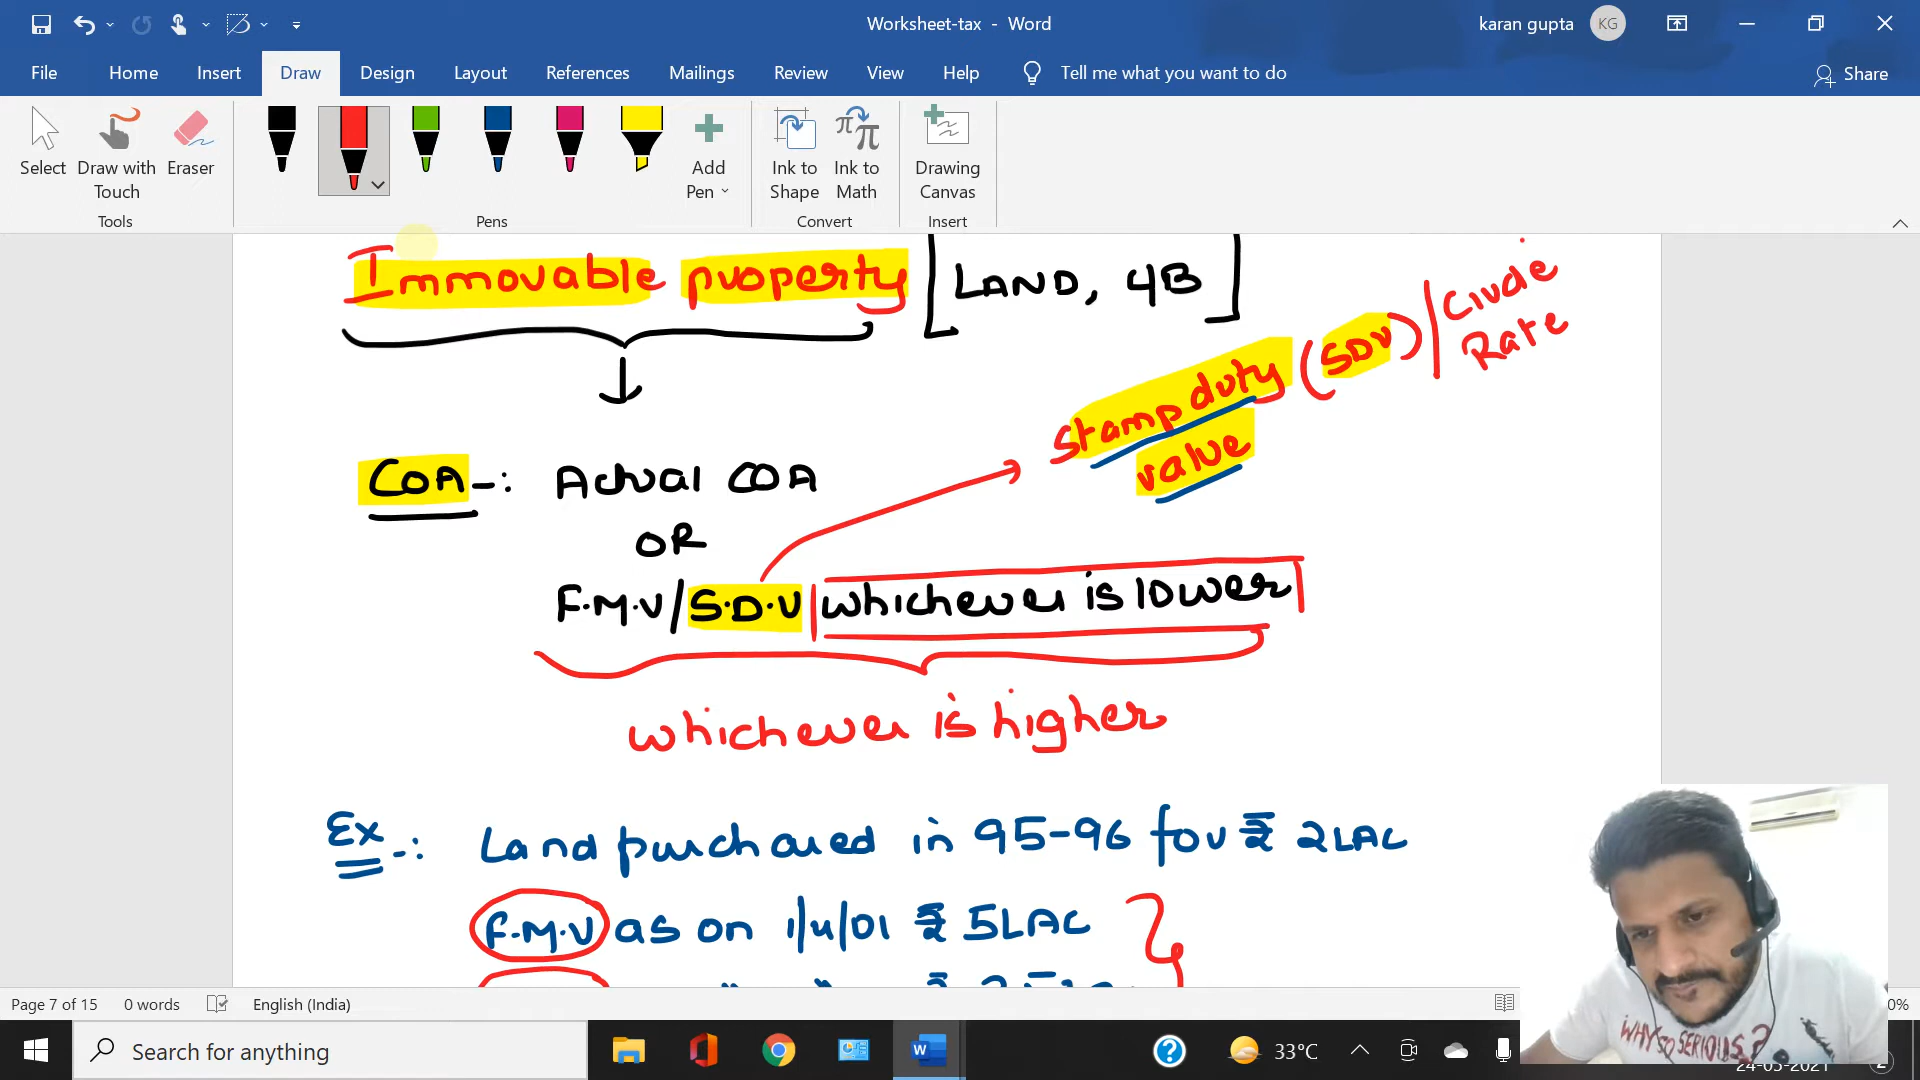 Worksheet-tax - Word
karan gupta
KG
File Home Insert Draw Design Layout References Mailings Review View Help Tell me what you want to do Share
Select Draw with Touch Eraser
Add Pen
Ink to Shape Ink to Math
Drawing Canvas
Tools Pens Convert Insert
Immovable property [LAND, 4B]
stamp duty (SDV) / Circle Rate
value
COA -: Actual COA
OR
F.M.V/S.D.V whichever is lower
whichever is higher
Ex -: Land purchased in 95-96 for ₹ 2LAC
F.M.V as on 1/4/01 ₹ 5LAC
WHY SO SERIOUS?
Page 7 of 15 0 words English (India)
Search for anything
33°C